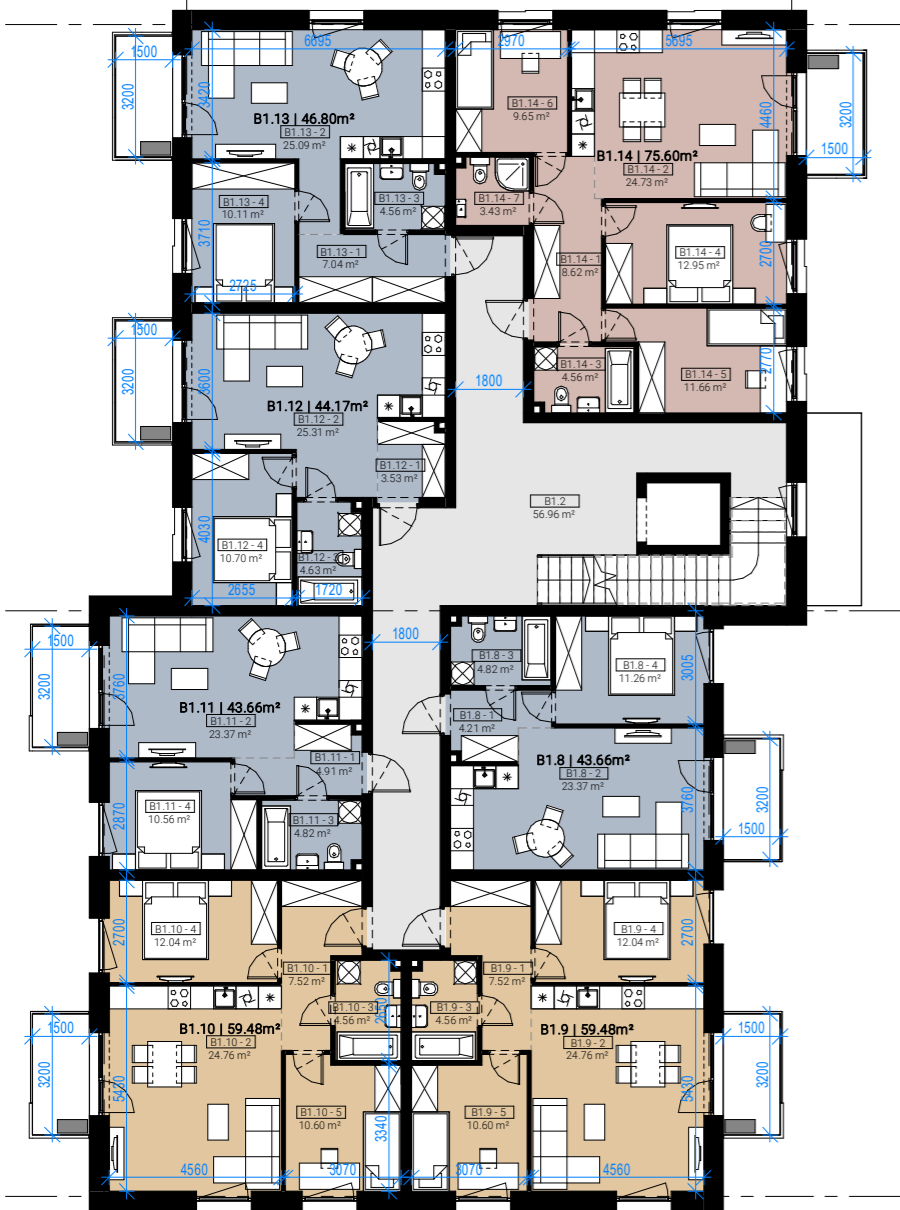 6695
2970
5695
1500
3200
3420
B1.13 | 46.80m²
B1.13 - 2
25.09 m²
B1.14 - 6
9.65 m²
4460
3200
1500
B1.14 | 75.60m²
B1.14 - 2
24.73 m²
B1.13 - 4
10.11 m²
B1.13 - 3
4.56 m²
B1.14 - 7
3.43 m²
3710
B1.13 - 1
7.04 m²
B1.14 - 1
8.62 m²
B1.14 - 4
12.95 m²
2700
2725
1500
3200
3600
B1.12 | 44.17m²
B1.12 - 2
25.31 m²
1800
B1.14 - 3
4.56 m²
B1.14 - 5
11.66 m²
2770
B1.12 - 1
3.53 m²
B1.2
56.96 m²
4030
B1.12 - 4
10.70 m²
B1.12 - 3
4.63 m²
2655
1720
1500
3200
3760
1800
B1.8 - 3
4.82 m²
B1.8 - 4
11.26 m²
3005
B1.11 | 43.66m²
B1.11 - 2
23.37 m²
B1.8 - 1
4.21 m²
B1.11 - 1
4.91 m²
B1.8 | 43.66m²
B1.8 - 2
23.37 m²
3760
3200
1500
2870
B1.11 - 4
10.56 m²
B1.11 - 3
4.82 m²
2700
B1.10 - 4
12.04 m²
B1.9 - 4
12.04 m²
2700
B1.10 - 1
7.52 m²
B1.9 - 1
7.52 m²
B1.10 - 3
4.56 m²
B1.9 - 3
4.56 m²
1500
3200
B1.10 | 59.48m²
B1.10 - 2
24.76 m²
B1.9 | 59.48m²
B1.9 - 2
24.76 m²
1500
3200
5430
5430
B1.10 - 5
10.60 m²
3340
B1.9 - 5
10.60 m²
4560
3070
3070
4560